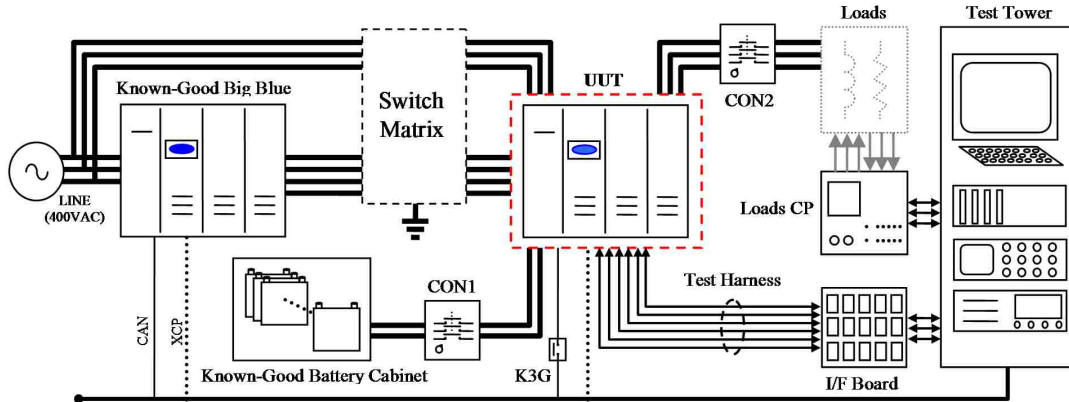 Loads
Test Tower
Known-Good Big Blue
UUT
CON2
Switch
Matrix
LINE
(400VAC)
Loads CP
CON1
Test Harness
CAN
XCP
Known-Good Battery Cabinet
K3G
I/F Board